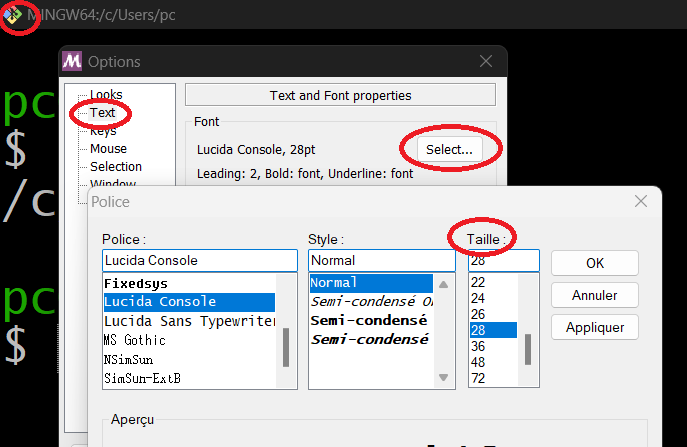 MINGW64:/c/Users/pc
Options
Looks
Text
Keys
Mouse
Selection
Window
Text and Font properties
Font
Lucida Console, 28pt
Select...
Leading: 2, Bold: font, Underline: font
pc
$
/c
pc
$
Police
Police :
Lucida Console
Fixedsys
Lucida Console
Lucida Sans Typewriter
MS Gothic
NSimSun
SimSun-ExtB
Style :
Normal
Normal
Semi-condensé
Semi-condensé
Semi-condensé
Taille :
28
22
24
26
28
36
48
72
OK
Annuler
Appliquer
Aperçu